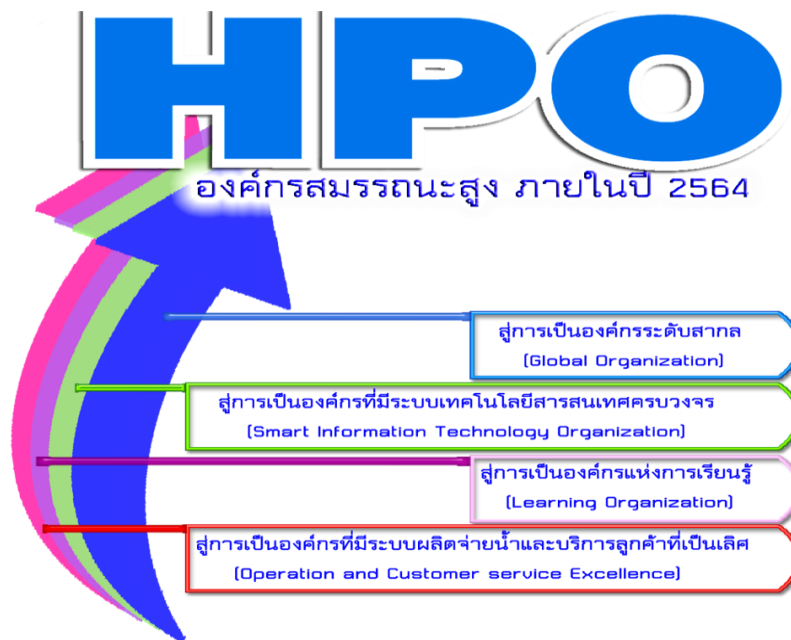 HPO
องค์กรสมรรถนะสูง ภายในปี 2564
สู่การเป็นองค์กรระดับสากล
(Global Organization)
สู่การเป็นองค์กรที่มีระบบเทคโนโลยีสารสนเทศครบวงจร
(Smart Information Technology Organization)
สู่การเป็นองค์กรแห่งการเรียนรู้
(Learning Organization)
สู่การเป็นองค์กรที่มีระบบผลิตจ่ายน้ำและบริการลูกค้าที่เป็นเลิศ
(Operation and Customer service Excellence)